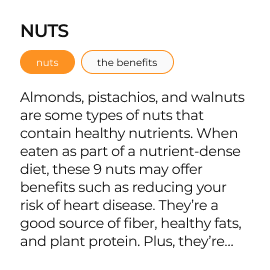 NUTS
nuts
the benefits
Almonds, pistachios, and walnuts
are some types of nuts that
contain healthy nutrients. When
eaten as part of a nutrient-dense
diet, these 9 nuts may offer
benefits such as reducing your
risk of heart disease. They're a
good source of fiber, healthy fats,
and plant protein. Plus, they're...